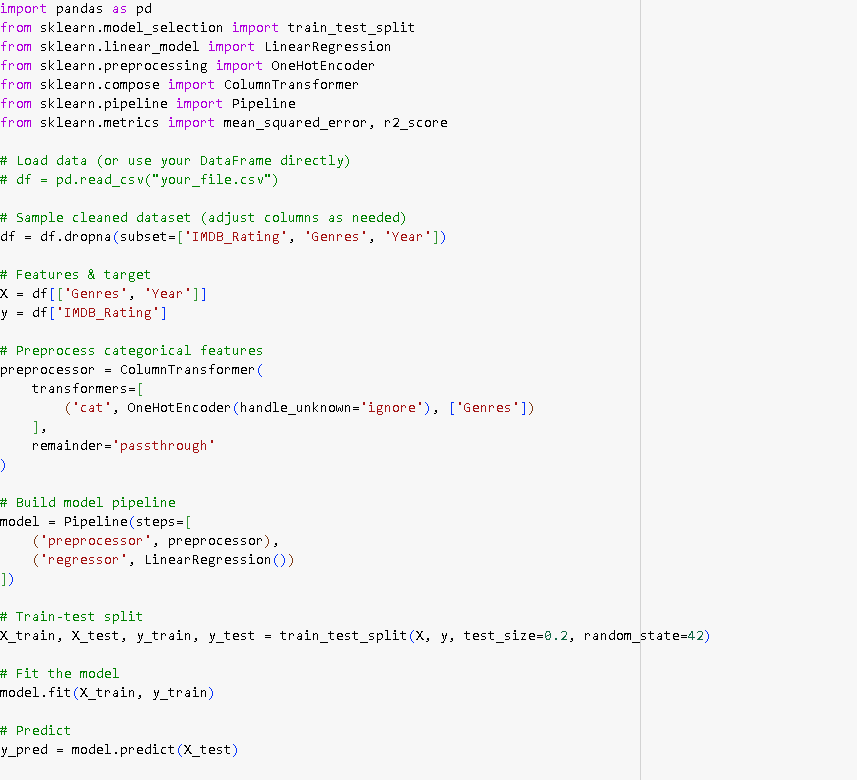 import pandas as pd
from sklearn.model_selection import train_test_split
from sklearn.linear_model import LinearRegression
from sklearn.preprocessing import OneHotEncoder
from sklearn.compose import ColumnTransformer
from sklearn.pipeline import Pipeline
from sklearn.metrics import mean_squared_error, r2_score

# Load data (or use your DataFrame directly)
# df = pd.read_csv("your_file.csv")

# Sample cleaned dataset (adjust columns as needed)
df = df.dropna(subset=['IMDB_Rating', 'Genres', 'Year'])

# Features & target
X = df[['Genres', 'Year']]
y = df['IMDB_Rating']

# Preprocess categorical features
preprocessor = ColumnTransformer(
    transformers=[
        ('cat', OneHotEncoder(handle_unknown='ignore'), ['Genres'])
    ],
    remainder='passthrough'
)

# Build model pipeline
model = Pipeline(steps=[
    ('preprocessor', preprocessor),
    ('regressor', LinearRegression())
])

# Train-test split
X_train, X_test, y_train, y_test = train_test_split(X, y, test_size=0.2, random_state=42)

# Fit the model
model.fit(X_train, y_train)

# Predict
y_pred = model.predict(X_test)